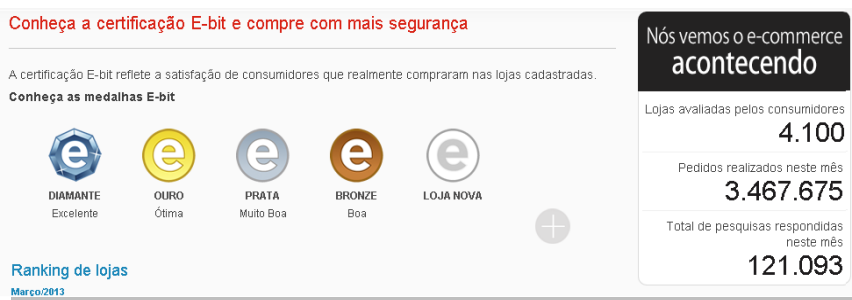 Conheça a certificação E-bit e compre com mais segurança
A certificação E-bit reflete a satisfação de consumidores que realmente compraram nas lojas cadastradas.
Conheça as medalhas E-bit
e e e e e
DIAMANTE OURO PRATA BRONZE LOJA NOVA
Excelente Ótima Muito Boa Boa
Ranking de lojas
Março/2013
Nós vemos o e-commerce
acontecendo
Lojas avaliadas pelos consumidores
4.100
Pedidos realizados neste mês
3.467.675
Total de pesquisas respondidas
neste mês
121.093